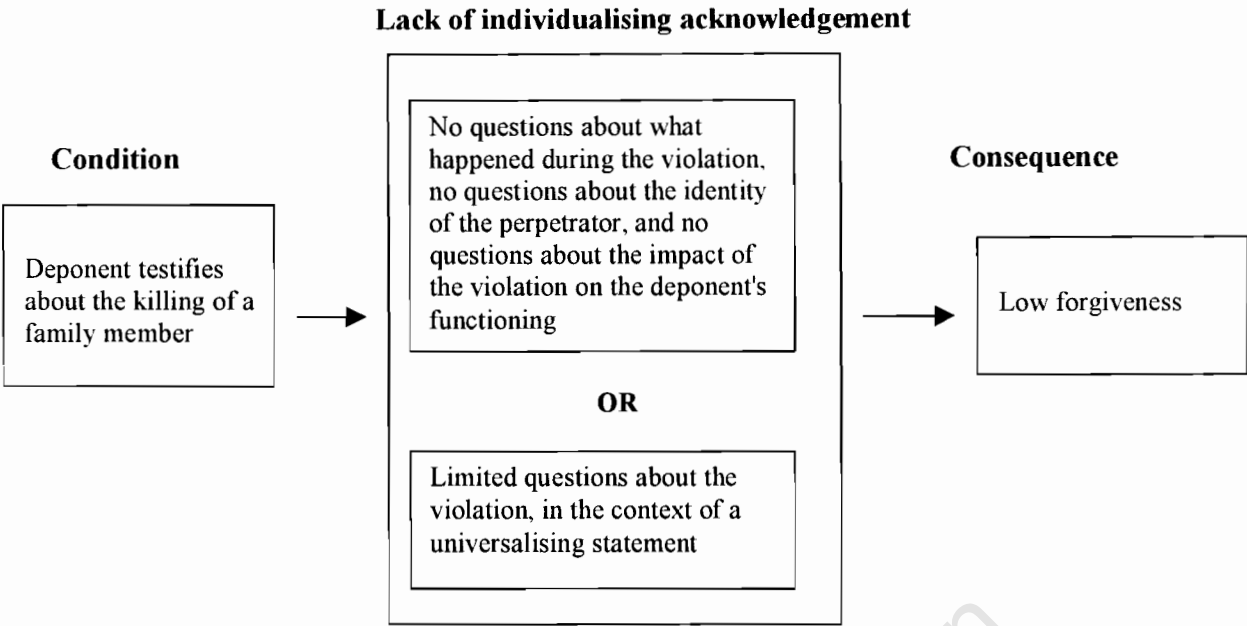 Lack of individualising acknowledgement
Condition
Deponent testifies
about the killing of a
family member
No questions about what
happened during the violation,
no questions about the identity
of the perpetrator, and no
questions about the impact of
the violation on the deponent's
functioning
OR
Limited questions about the
violation, in the context of a
universalising statement
Consequence
Low forgiveness